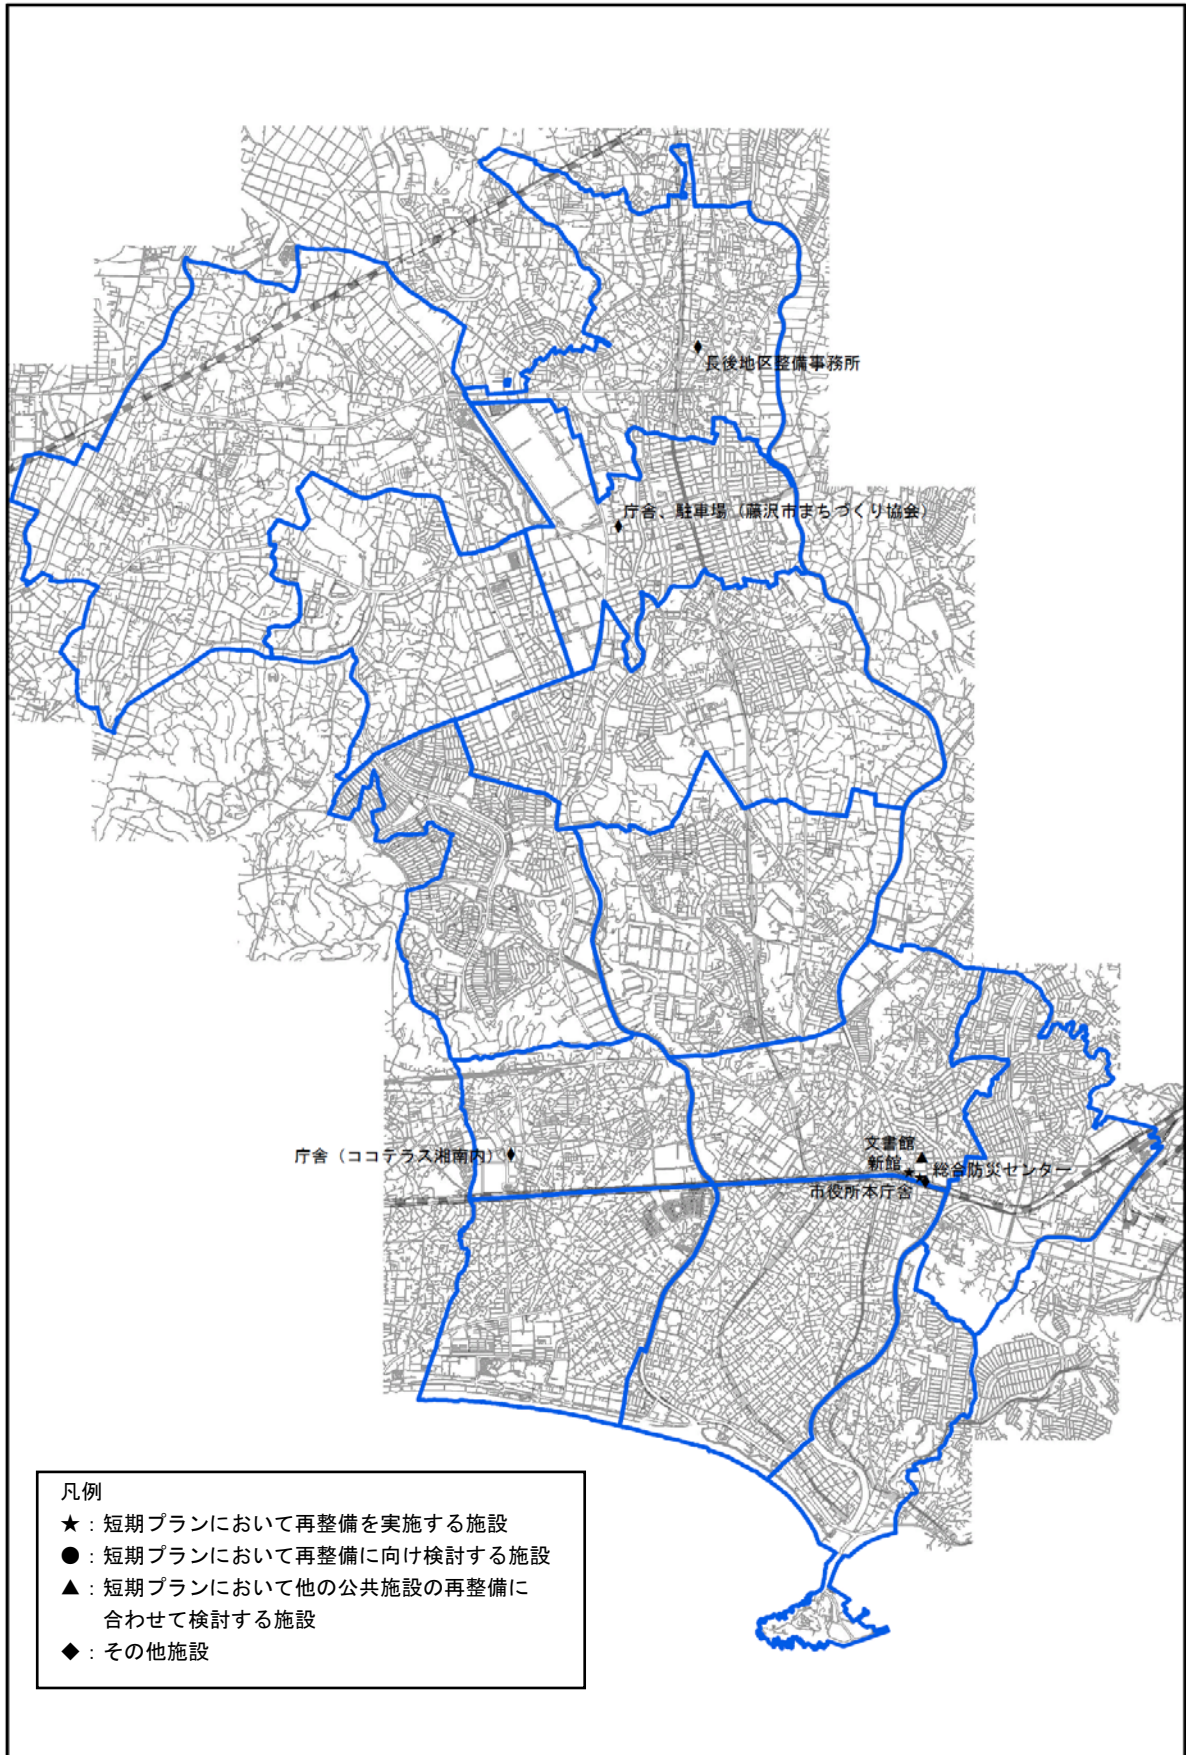 長後地区整備事務所
庁舎、駐車場（藤沢市まちづくり協会）
文書館
新館
総合防災センター
庁舎（ココテラス湘南内）
市役所本庁舎
凡例
★：短期プランにおいて再整備を実施する施設
●：短期プランにおいて再整備に向け検討する施設
▲：短期プランにおいて他の公共施設の再整備に
合わせて検討する施設
◆：その他施設